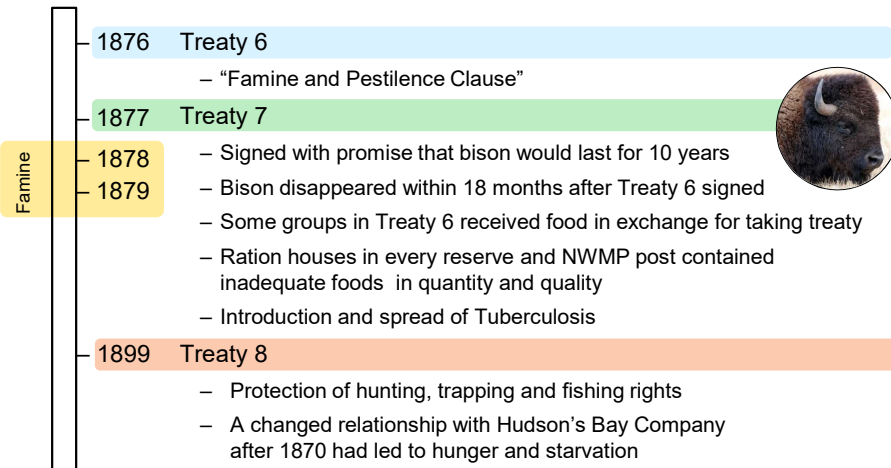 1876 Treaty 6
– “Famine and Pestilence Clause”
1877 Treaty 7
Famine
1878
1879
– Signed with promise that bison would last for 10 years
– Bison disappeared within 18 months after Treaty 6 signed
– Some groups in Treaty 6 received food in exchange for taking treaty
– Ration houses in every reserve and NWMP post contained
inadequate foods in quantity and quality
– Introduction and spread of Tuberculosis
1899 Treaty 8
– Protection of hunting, trapping and fishing rights
– A changed relationship with Hudson’s Bay Company
after 1870 had led to hunger and starvation